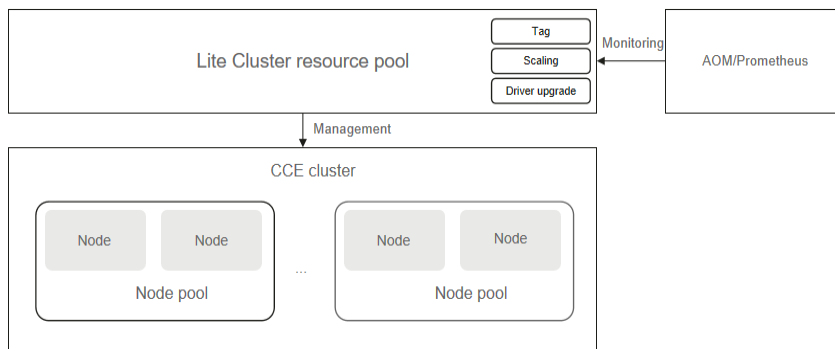 Lite Cluster resource pool
Tag
Scaling
Driver upgrade
Monitoring
AOM/Prometheus
Management
CCE cluster
Node
Node
Node pool
...
Node
Node
Node pool